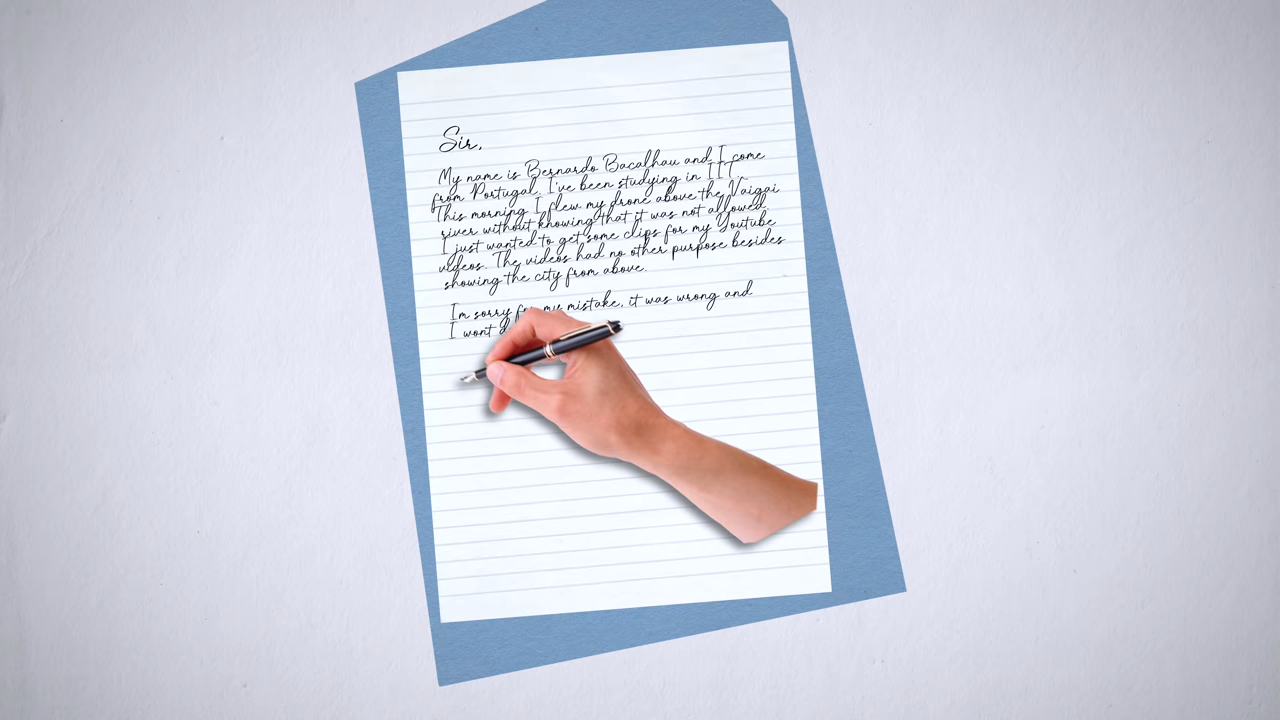 Sir,
My name is Bernardo Bacalhau and I come
from Portugal. I've been studying in IIT.
This morning I flew my drone above the Vaigai
river without knowing that it was not allowed.
I just wanted to get some clips for my Youtube
videos. The videos had no other purpose besides
showing the city from above.
Im sorry for my mistake, it was wrong and
I wont